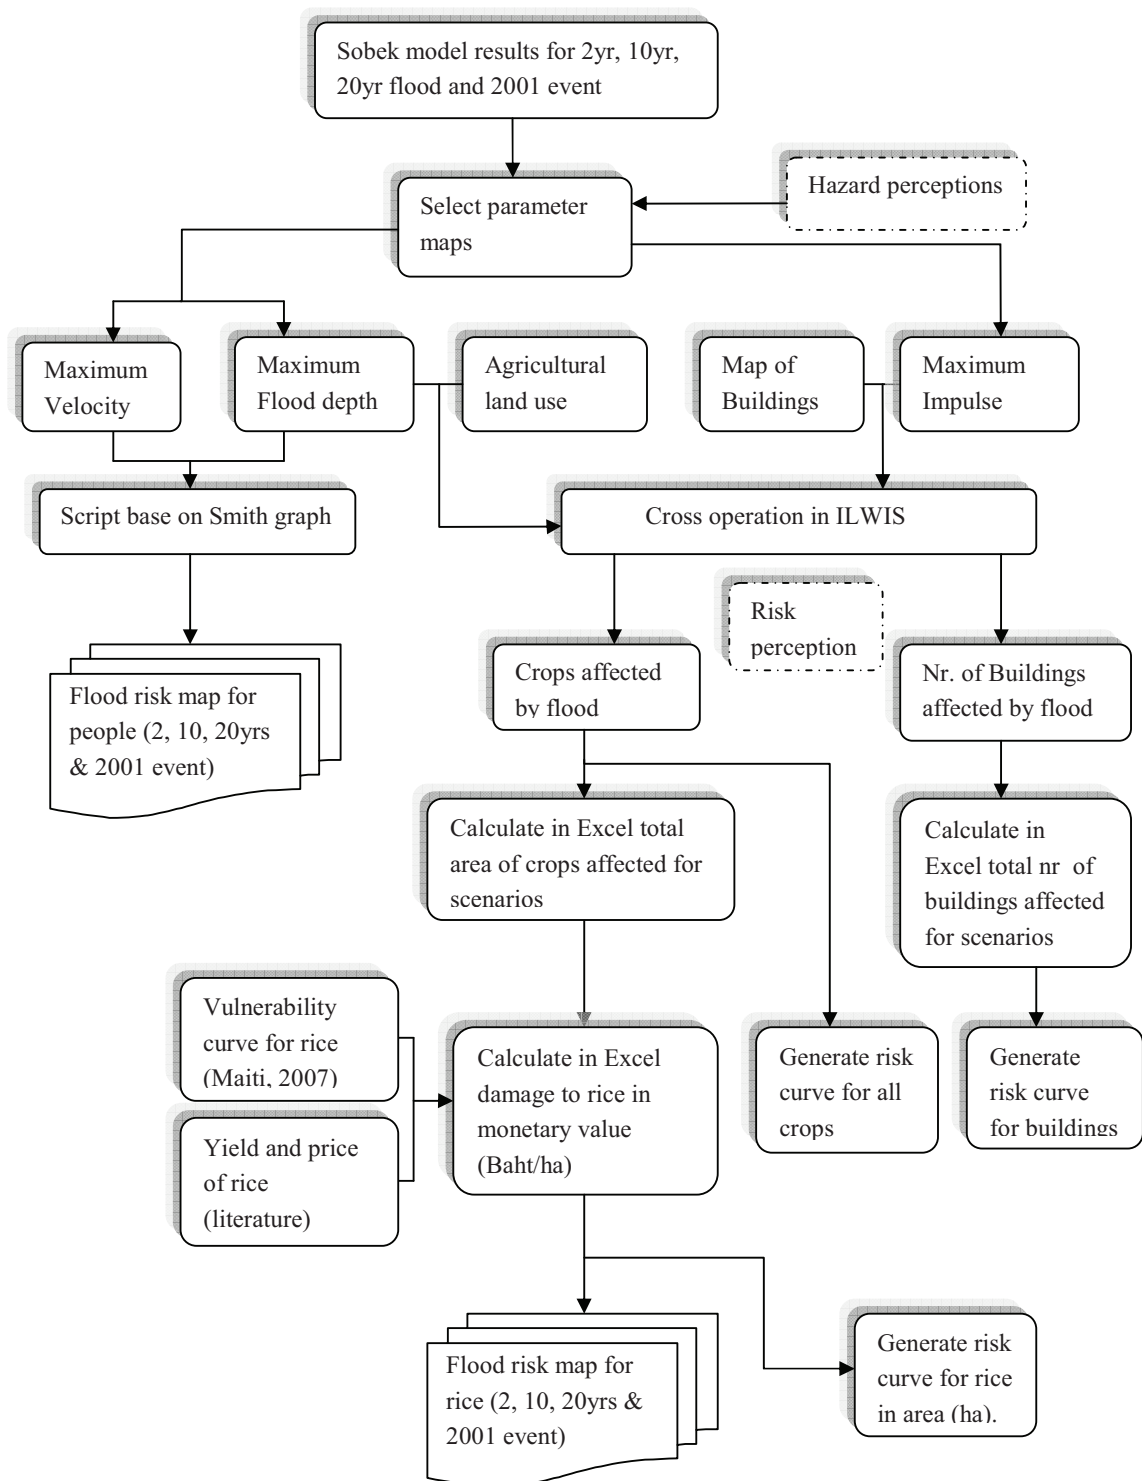 Sobek model results for 2yr, 10yr,
20yr flood and 2001 event
Hazard perceptions
Select parameter
maps
Maximum
Velocity
Maximum
Flood depth
Agricultural
land use
Map of
Buildings
Maximum
Impulse
Script base on Smith graph
Cross operation in ILWIS
Risk
perception
Crops affected
by flood
Nr. of Buildings
affected by flood
Flood risk map for
people (2, 10, 20yrs
& 2001 event)
Calculate in Excel total
area of crops affected for
scenarios
Calculate in
Excel total nr of
buildings affected
for scenarios
Vulnerability
curve for rice
(Maiti, 2007)
Yield and price
of rice
(literature)
Calculate in Excel
damage to rice in
monetary value
(Baht/ha)
Generate risk
curve for all
crops
Generate
risk curve
for buildings
Flood risk map for
rice (2, 10, 20yrs &
2001 event)
Generate risk
curve for rice
in area (ha).